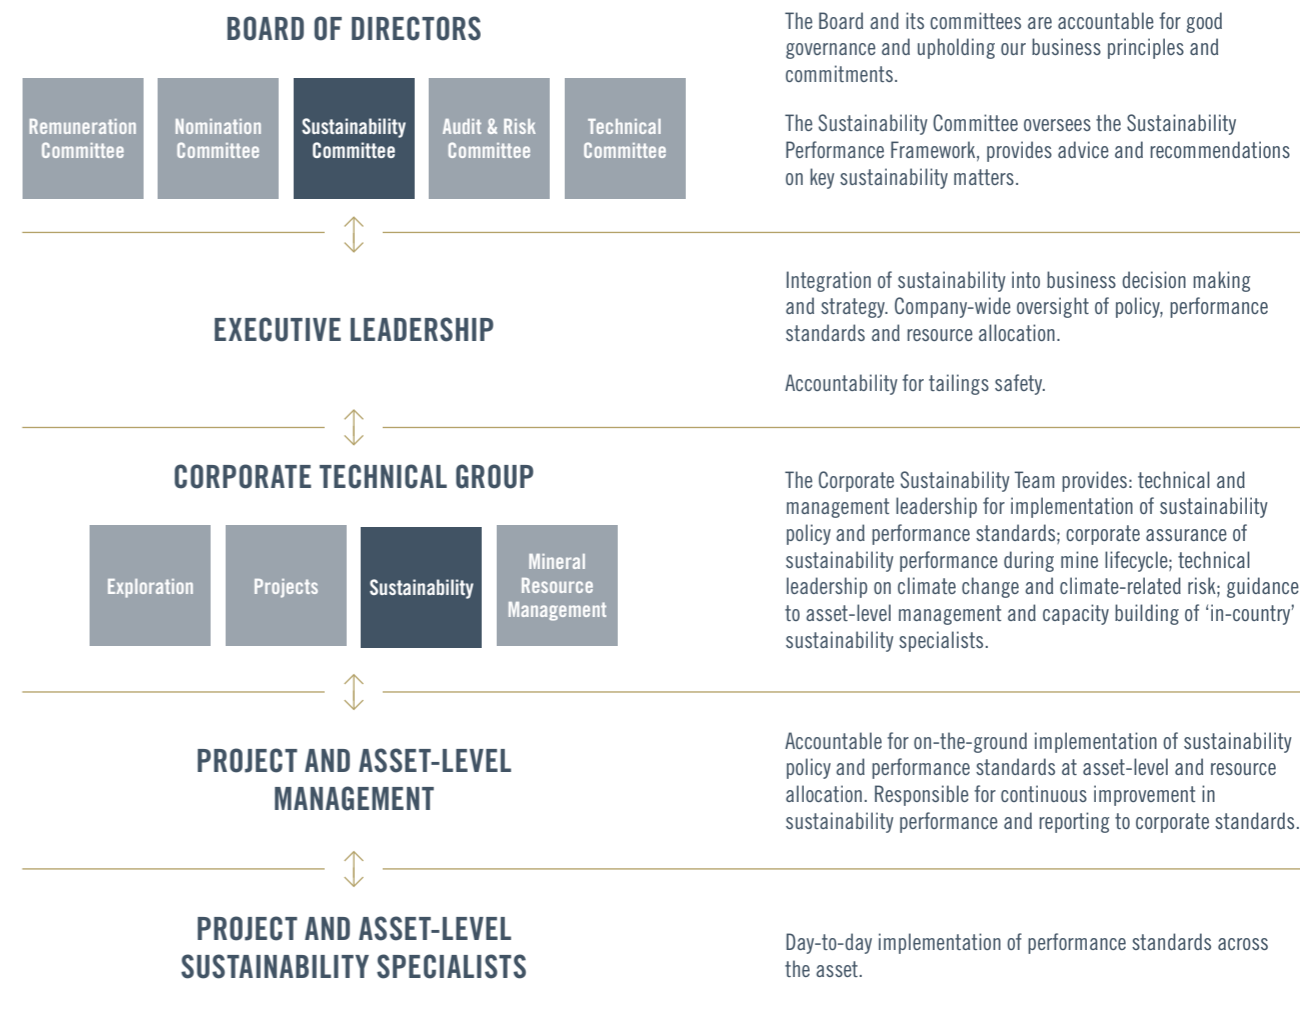 BOARD OF DIRECTORS
Remuneration
Committee
Nomination
Committee
Sustainability
Committee
Audit & Risk
Committee
Technical
Committee
The Board and its committees are accountable for good
governance and upholding our business principles and
commitments.
The Sustainability Committee oversees the Sustainability
Performance Framework, provides advice and recommendations
on key sustainability matters.
EXECUTIVE LEADERSHIP
Integration of sustainability into business decision making
and strategy. Company-wide oversight of policy, performance
standards and resource allocation.
Accountability for tailings safety.
CORPORATE TECHNICAL GROUP
Exploration
Projects
Sustainability
Mineral
Resource
Management
The Corporate Sustainability Team provides: technical and
management leadership for implementation of sustainability
policy and performance standards; corporate assurance of
sustainability performance during mine lifecycle; technical
leadership on climate change and climate-related risk; guidance
to asset-level management and capacity building of ‘in-country’
sustainability specialists.
PROJECT AND ASSET-LEVEL
MANAGEMENT
Accountable for on-the-ground implementation of sustainability
policy and performance standards at asset-level and resource
allocation. Responsible for continuous improvement in
sustainability performance and reporting to corporate standards.
PROJECT AND ASSET-LEVEL
SUSTAINABILITY SPECIALISTS
Day-to-day implementation of performance standards across
the asset.